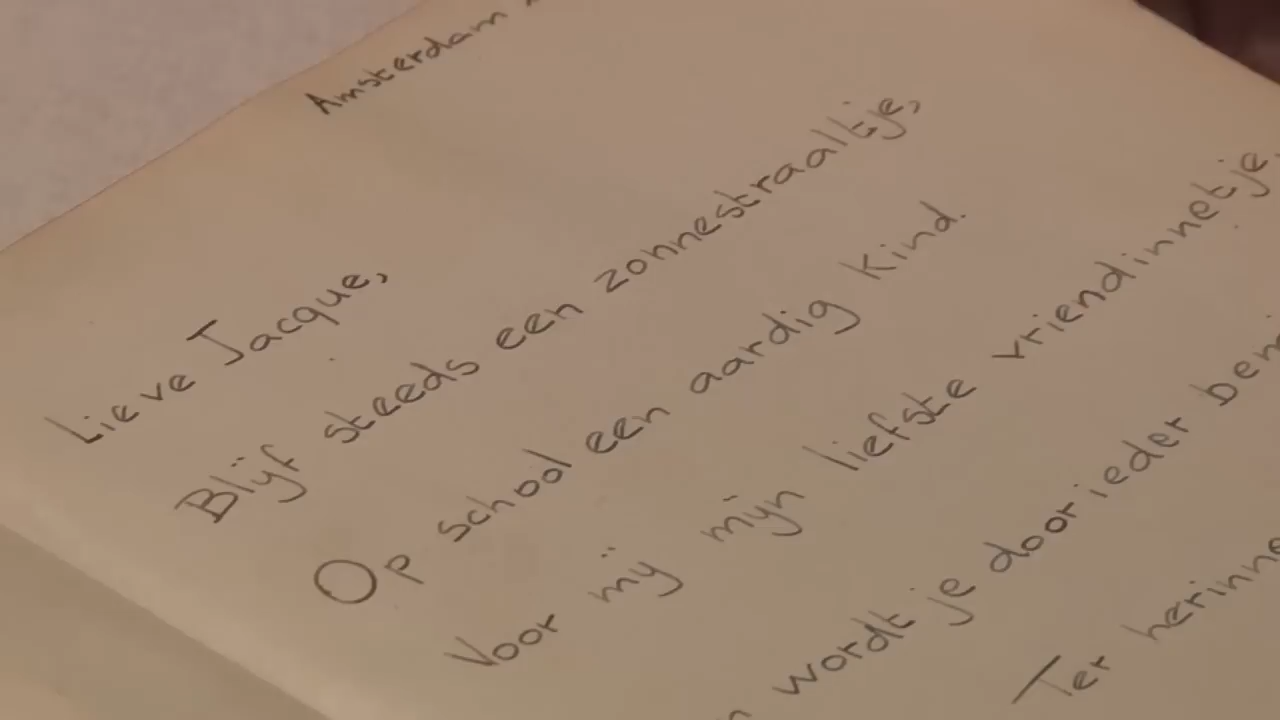 Amsterdam
Lieve Jacque,
Blijf steeds een zonnestraaltje,
Op school een aardig kind.
Voor mij mijn liefste vriendinnetje,
wordt je door ieder
Ter